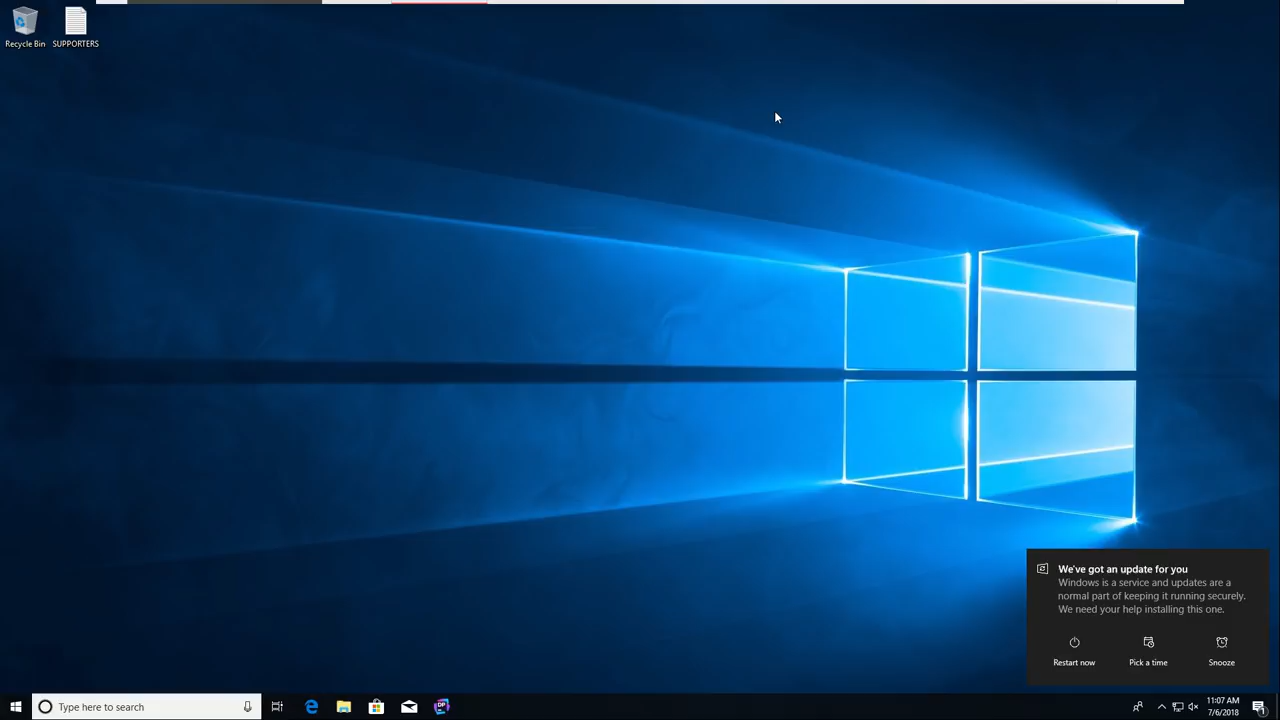 Recycle Bin
SUPPORTERS
We've got an update for you
Windows is a service and updates are a
normal part of keeping it running securely.
We need your help installing this one.
Restart now
Pick a time
Snooze
Type here to search
DP
11:07 AM
7/6/2018
1